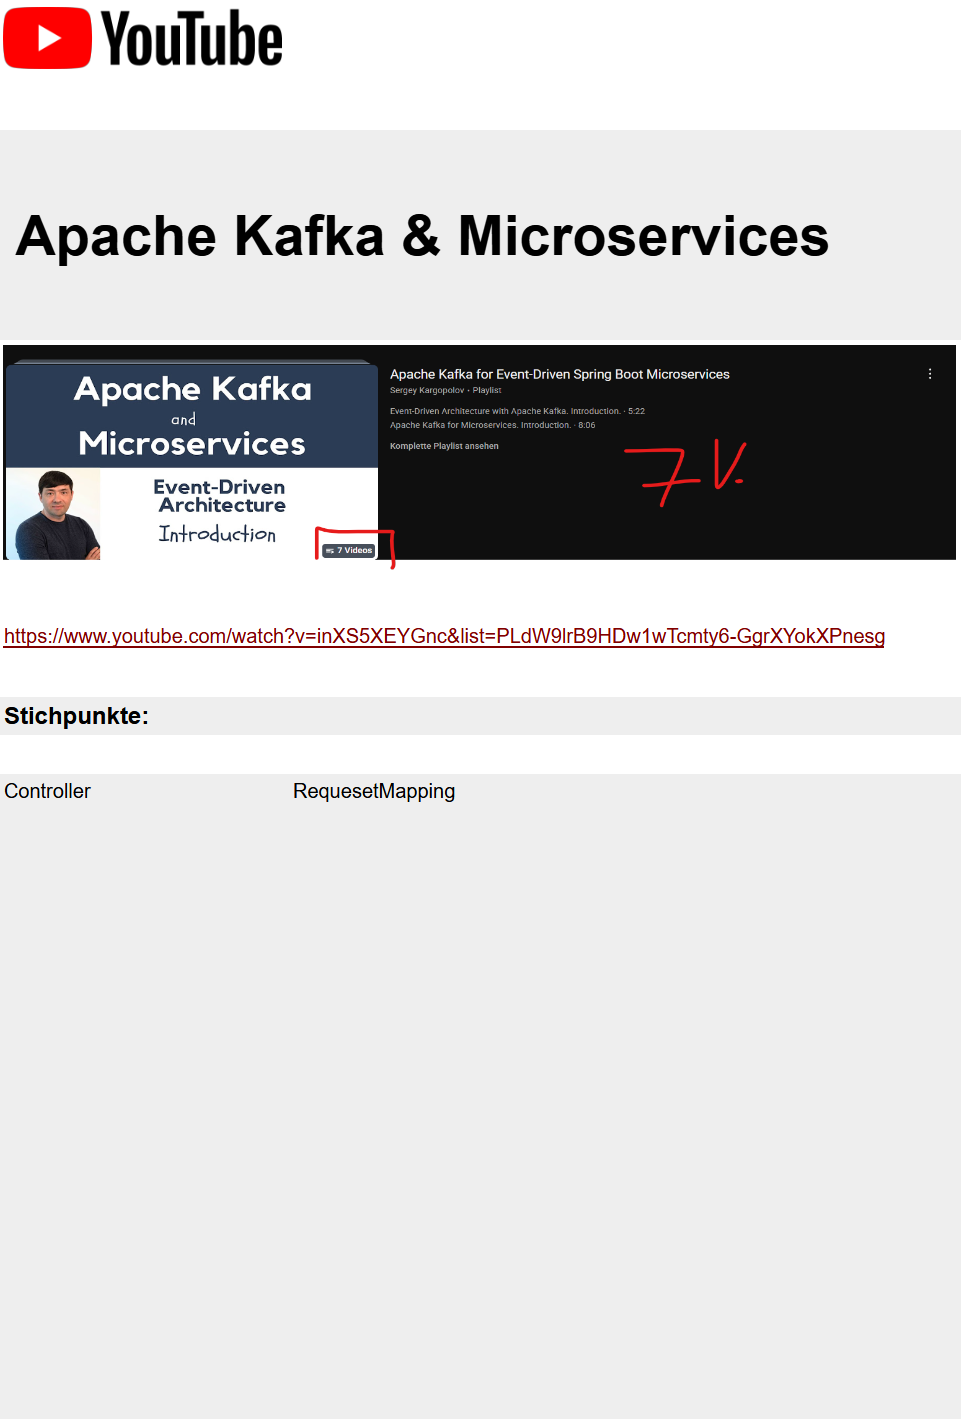 YouTube
Apache Kafka & Microservices
Apache Kafka
and
Microservices
Event-Driven
Architecture
Introduction
7 Videos
Apache Kafka for Event-Driven Spring Boot Microservices
Sergey Kargopolov • Playlist
Event-Driven Architecture with Apache Kafka. Introduction. · 5:22
Apache Kafka for Microservices. Introduction. · 8:06
Komplette Playlist ansehen
7 V.
https://www.youtube.com/watch?v=inXS5XEYGnc&list=PLdW9lrB9HDw1wTcmty6-GgrXYokXPnesg
Stichpunkte:
Controller RequesetMapping